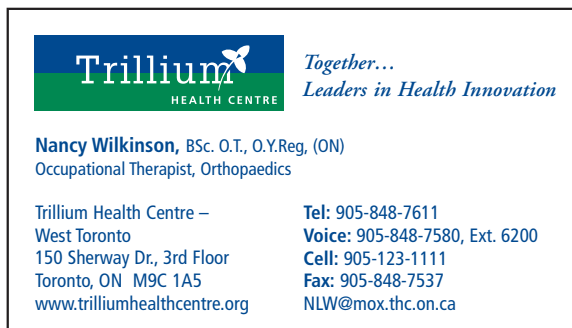 Trillium
HEALTH CENTRE
Together…
Leaders in Health Innovation
Nancy Wilkinson, BSc. O.T., O.Y.Reg, (ON)
Occupational Therapist, Orthopaedics
Trillium Health Centre –
West Toronto
150 Sherway Dr., 3rd Floor
Toronto, ON M9C 1A5
www.trilliumhealthcentre.org
Tel: 905-848-7611
Voice: 905-848-7580, Ext. 6200
Cell: 905-123-1111
Fax: 905-848-7537
NLW@mox.thc.on.ca